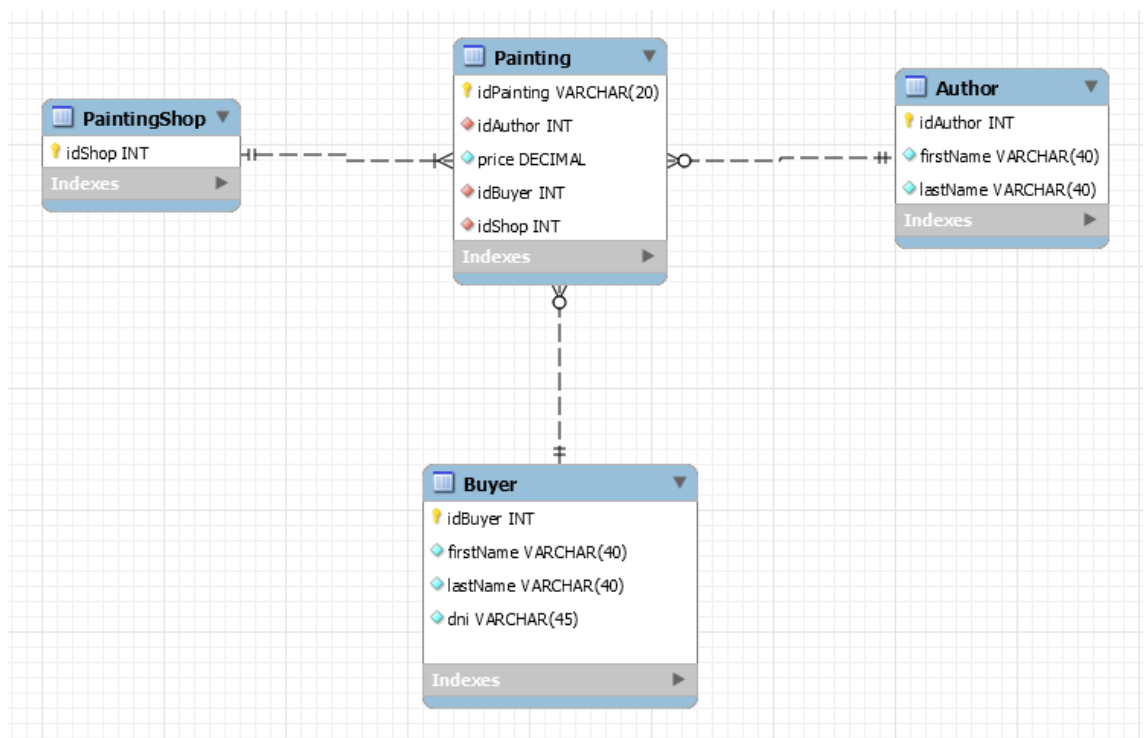 PaintingShop
idShop INT
Indexes
Painting
idPainting VARCHAR(20)
idAuthor INT
price DECIMAL
idBuyer INT
idShop INT
Indexes
Author
idAuthor INT
firstName VARCHAR(40)
lastName VARCHAR(40)
Indexes
Buyer
idBuyer INT
firstName VARCHAR(40)
lastName VARCHAR(40)
dni VARCHAR(45)
Indexes